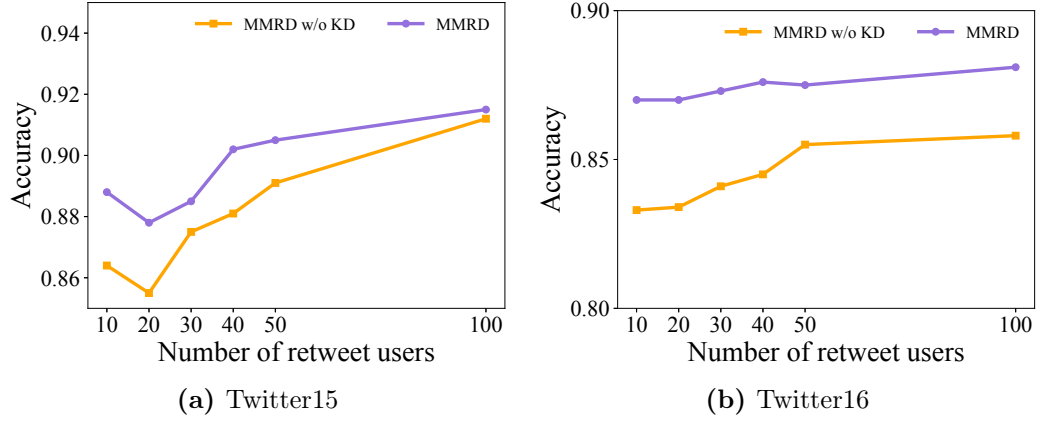 MMRD w/o KD MMRD
0.94
0.92
0.90
0.88
0.86
Accuracy
10 20 30 40 50 100
Number of retweet users
(a) Twitter15
MMRD w/o KD MMRD
0.90
0.85
0.80
Accuracy
10 20 30 40 50 100
Number of retweet users
(b) Twitter16